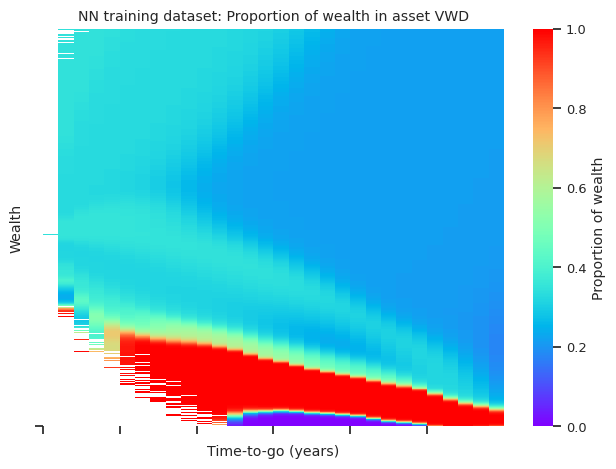 NN training dataset: Proportion of wealth in asset VWD
Wealth
Time-to-go (years)
1.0
0.8
0.6
0.4
0.2
0.0
Proportion of wealth